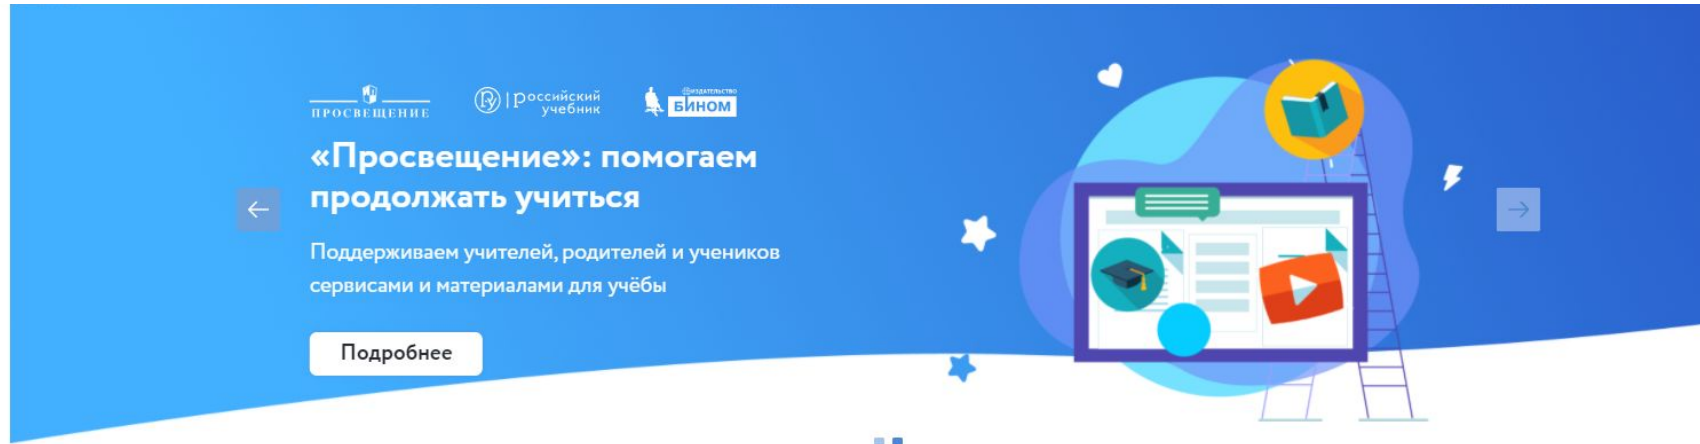 ПРОСВЕЩЕНИЕ
российский
учебник
издательство
БИНОМ
«Просвещение»: помогаем
продолжать учиться
Поддерживаем учителей, родителей и учеников
сервисами и материалами для учёбы
Подробнее